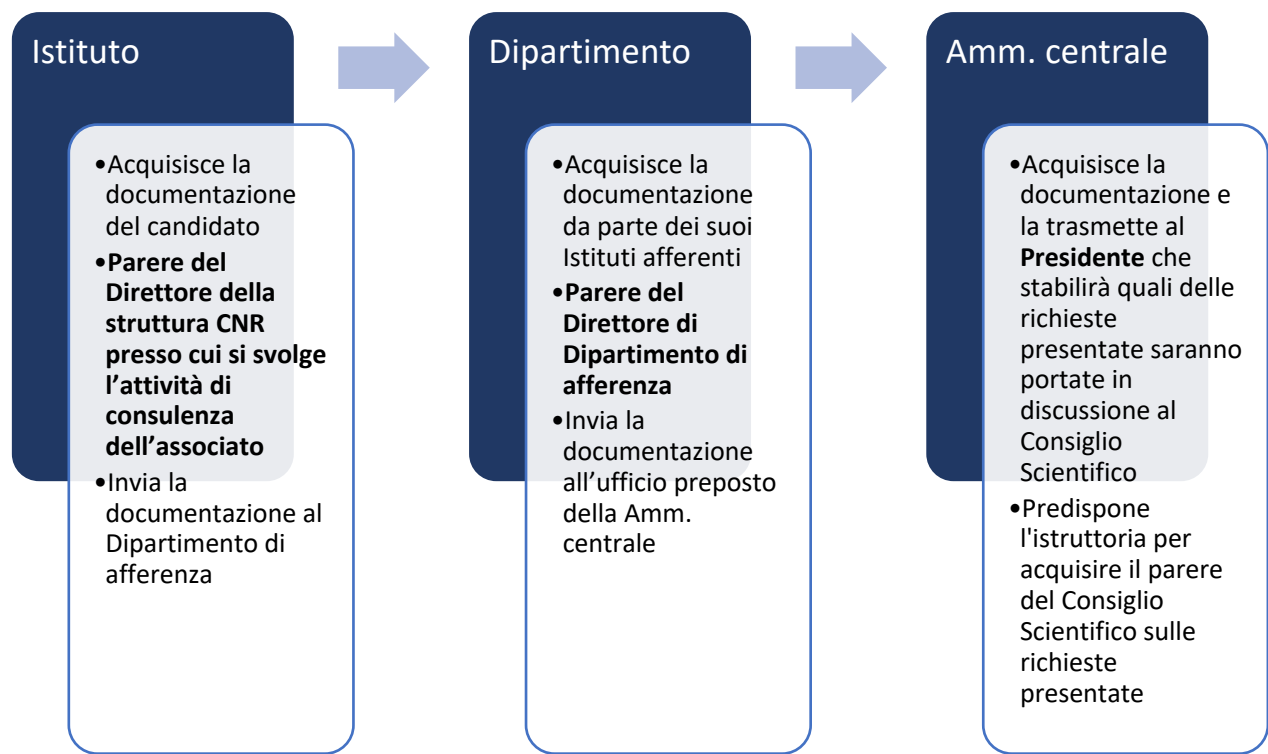 Istituto
•Acquisisce la
documentazione
del candidato
•Parere del
Direttore della
struttura CNR
presso cui si svolge
l’attività di
consulenza
dell’associato
•Invia la
documentazione al
Dipartimento di
afferenza
Dipartimento
•Acquisisce la
documentazione
da parte dei suoi
Istituti afferenti
•Parere del
Direttore di
Dipartimento di
afferenza
•Invia la
documentazione
all’ufficio preposto
della Amm.
centrale
Amm. centrale
•Acquisisce la
documentazione e
la trasmette al
Presidente che
stabilirà quali delle
richieste
presentate saranno
portate in
discussione al
Consiglio
Scientifico
•Predispone
l'istruttoria per
acquisire il parere
del Consiglio
Scientifico sulle
richieste
presentate